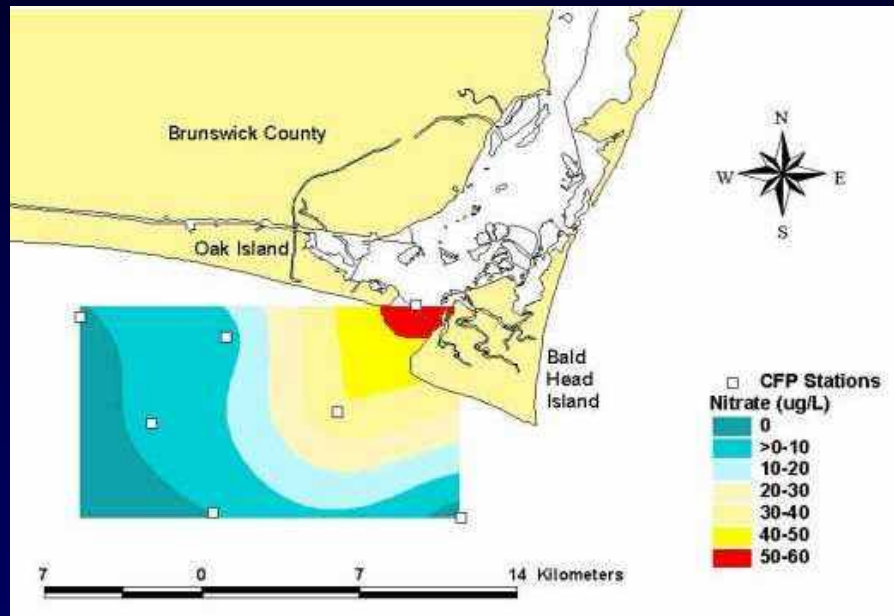 Brunswick County
Oak Island
Bald
Head
Island
N
W E
S
CFP Stations
Nitrate (ug/L)
0
>0-10
10-20
20-30
30-40
40-50
50-60
7 0 7 14 Kilometers